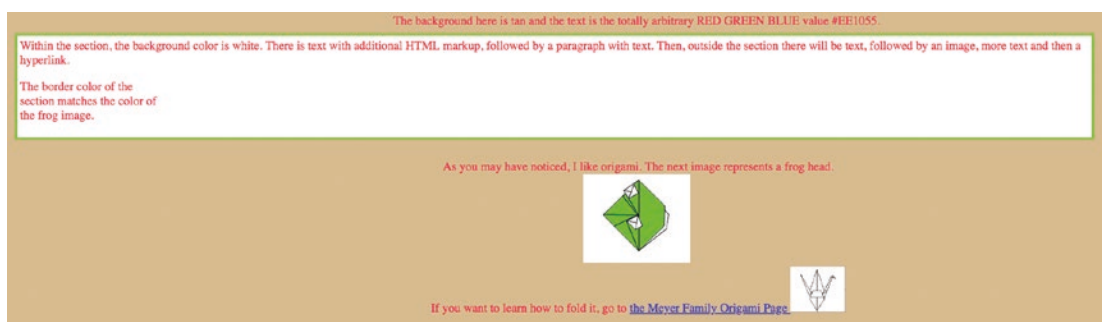 The background here is tan and the text is the totally arbitrary RED GREEN BLUE value #EE1055.
Within the section, the background color is white. There is text with additional HTML markup, followed by a paragraph with text. Then, outside the section there will be text, followed by an image, more text and then a
hyperlink.
The border color of the
section matches the color of
the frog image.
As you may have noticed, I like origami. The next image represents a frog head.
If you want to learn how to fold it, go to the Meyer Family Origami Page